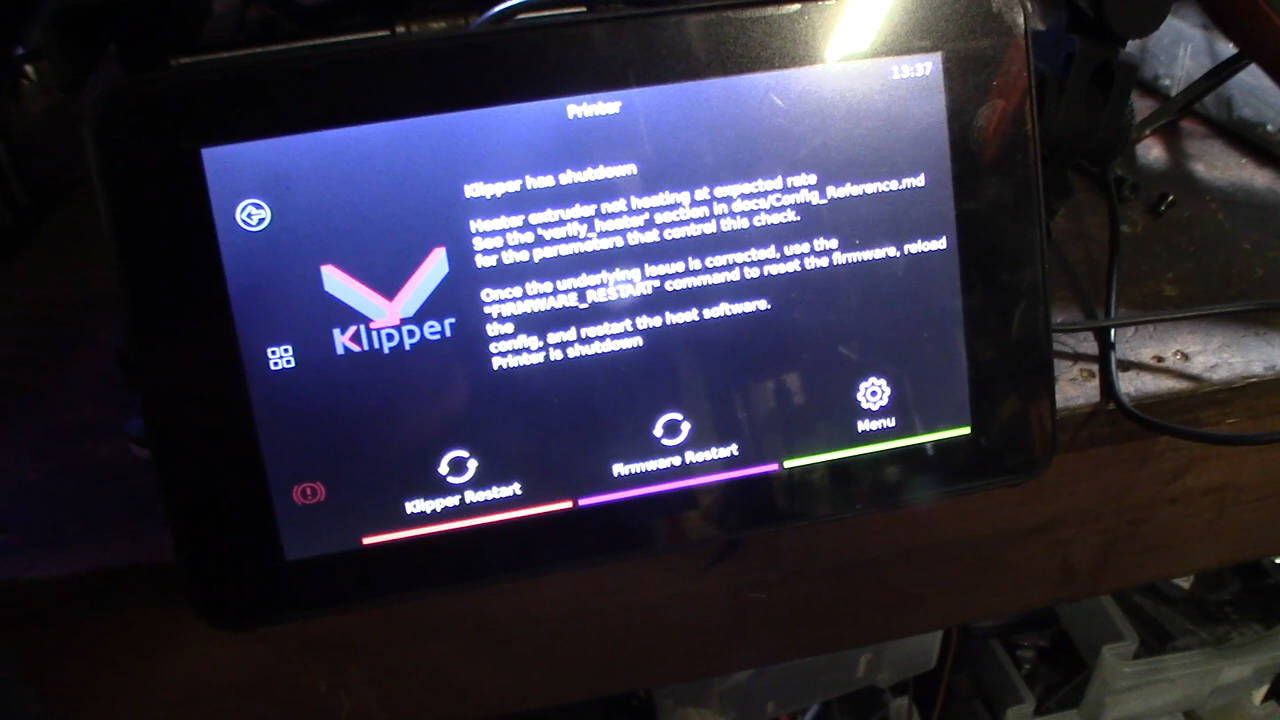 13:37
Printer
Klipper has shutdown
Heater extruder not heating at expected rate
See the 'verify_heater' section in docs/Config_Reference.md
for the parameters that control this check.
Once the underlying issue is corrected, use the
"FIRMWARE_RESTART" command to reset the firmware, reload
the
config, and restart the host software.
Printer is shutdown
Klipper
Klipper Restart
Firmware Restart
Menu